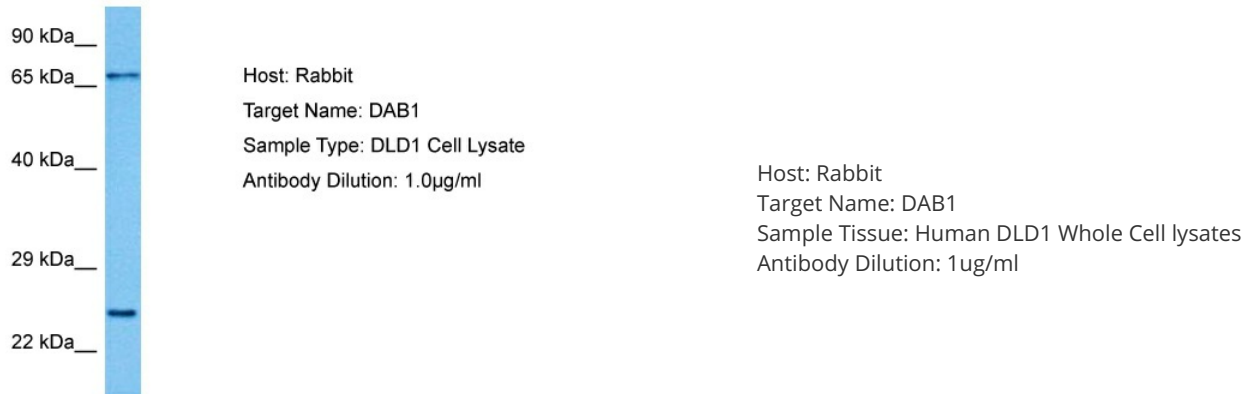 90 kDa__
65 kDa__
40 kDa__
29 kDa__
22 kDa__
Host: Rabbit
Target Name: DAB1
Sample Type: DLD1 Cell Lysate
Antibody Dilution: 1.0µg/ml
Host: Rabbit
Target Name: DAB1
Sample Tissue: Human DLD1 Whole Cell lysates
Antibody Dilution: 1ug/ml